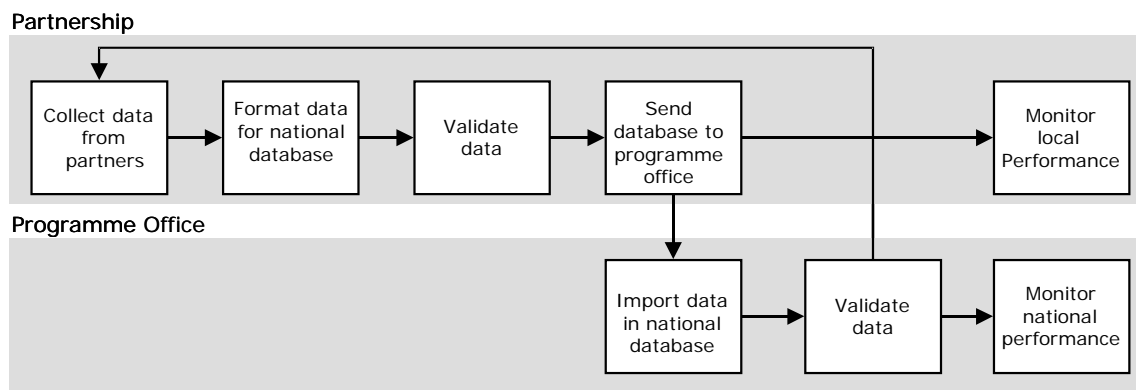 Partnership
Collect data
from
partners
Format data
for national
database
Validate
data
Send
database to
programme
office
Monitor
local
Performance
Programme Office
Import data
in national
database
Validate
data
Monitor
national
performance